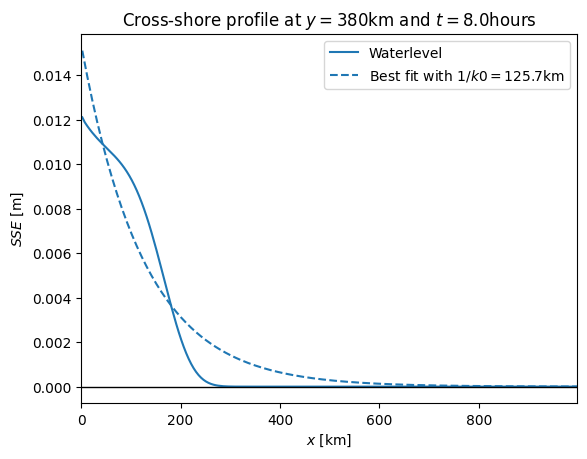 Cross-shore profile at y = 380km and t = 8.0hours
Waterlevel
Best fit with 1/k0 = 125.7km
0.014
0.012
0.010
0.008
0.006
0.004
0.002
0.000
SSE [m]
0 200 400 600 800
x [km]